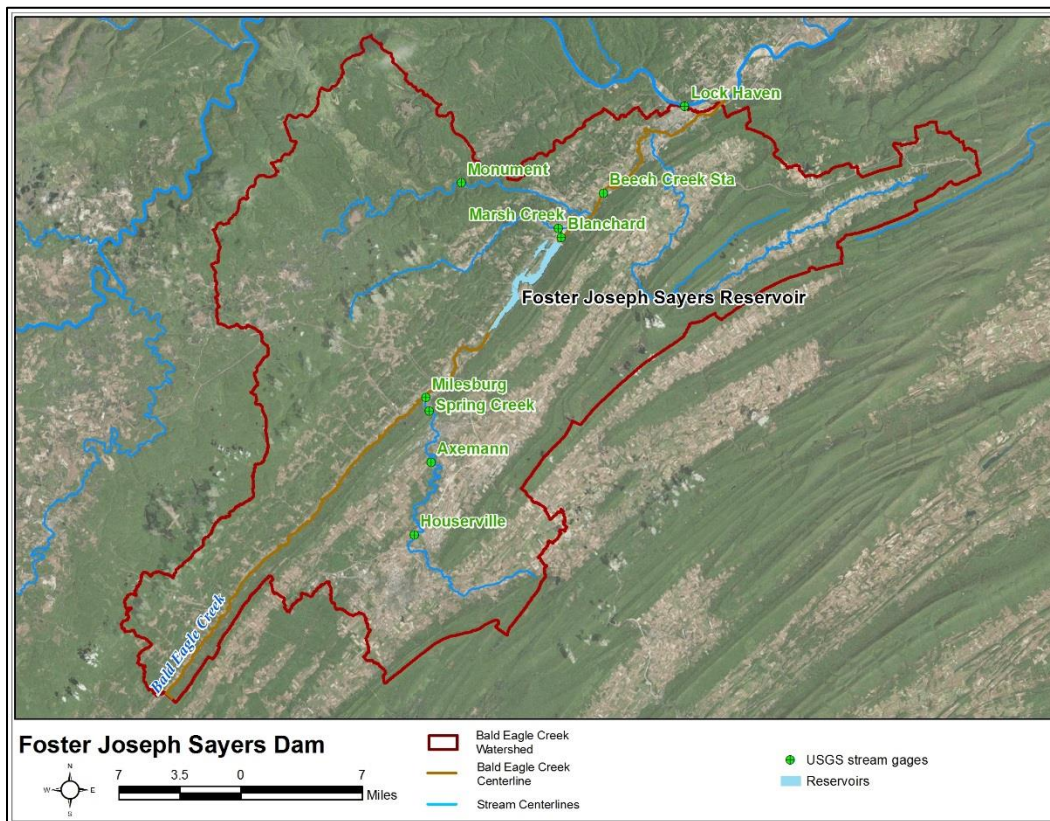 Lock Haven
Monument
Beech Creek Sta
Marsh Creek
Blanchard
Foster Joseph Sayers Reservoir
Milesburg
Spring Creek
Axemann
Houserville
Bald Eagle Creek
Foster Joseph Sayers Dam
N
W E
S
7 3.5 0 7
Miles
Bald Eagle Creek
Watershed
Bald Eagle Creek
Centerline
Stream Centerlines
USGS stream gages
Reservoirs